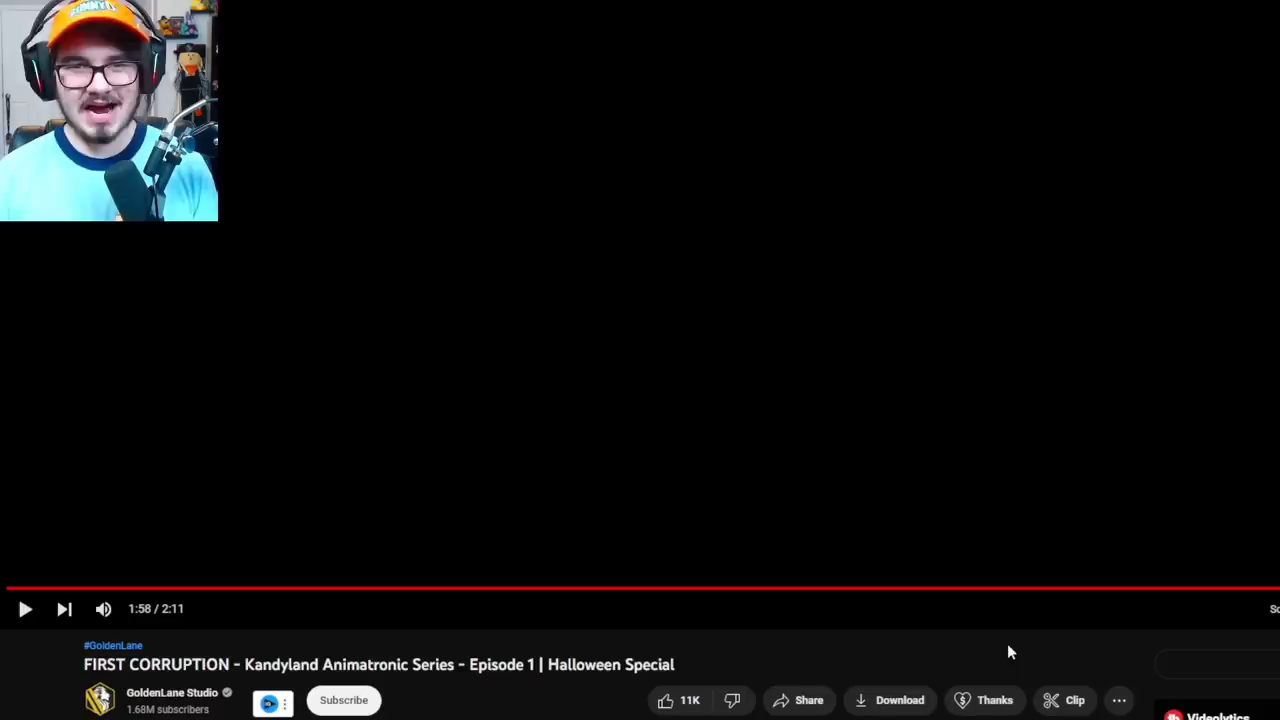 1:58 / 2:11
#GoldenLane
FIRST CORRUPTION - Kandyland Animatronic Series - Episode 1 | Halloween Special
GoldenLane Studio
1.68M subscribers
Subscribe
11K
Share
Download
Thanks
Clip
Videolytics